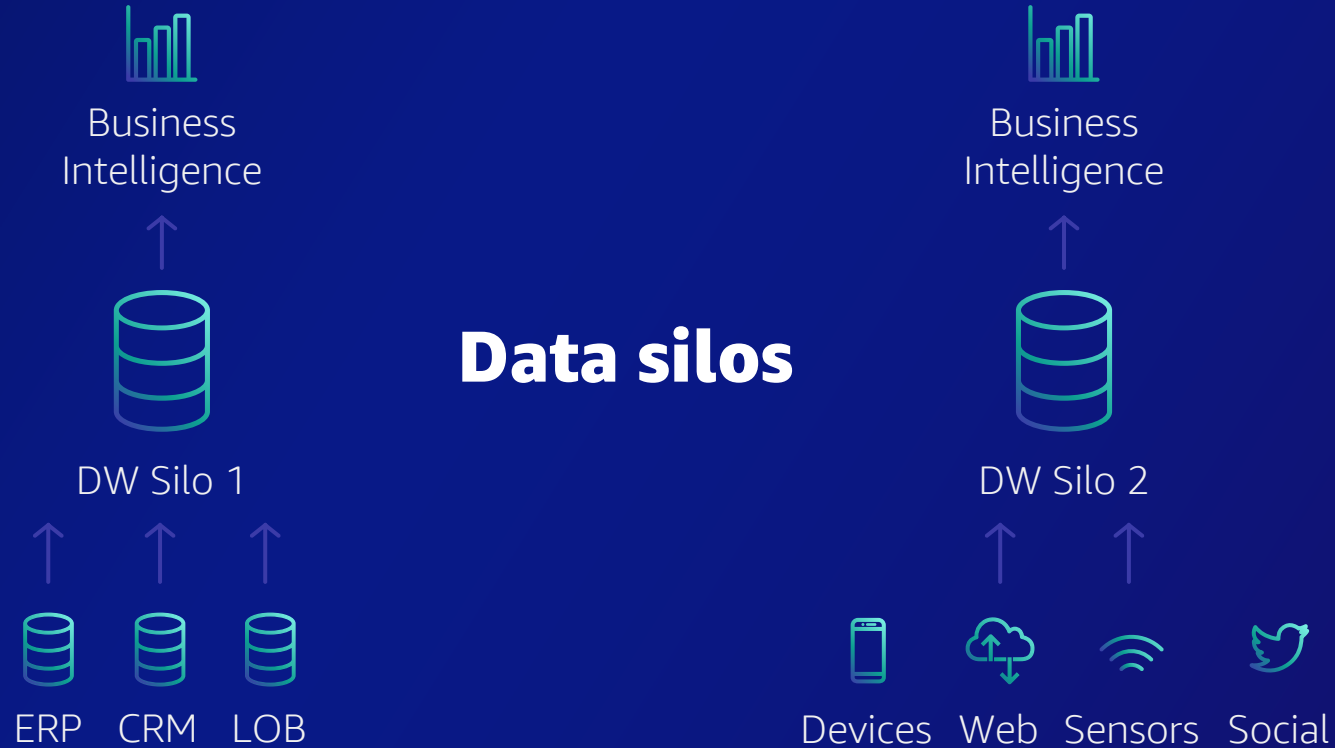 Business
Intelligence
DW Silo 1
ERP CRM LOB
Data silos
Business
Intelligence
DW Silo 2
Devices Web Sensors Social